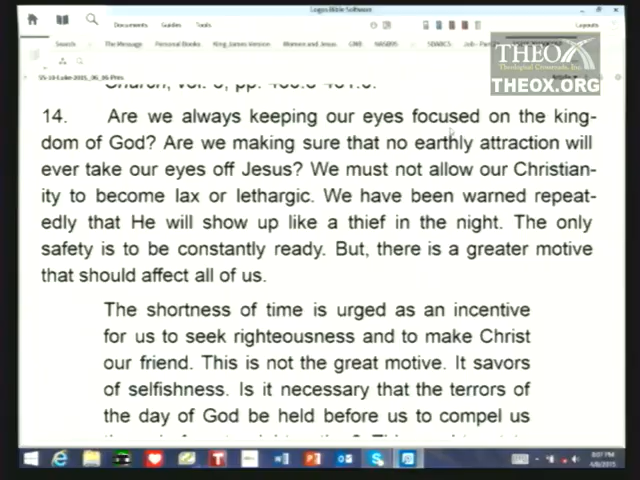 Logos Bible Software
Documents Guides Tools
Layouts
Search The Message Personal Books King James Version Women and Jesus GNB NASB95 SDABC5
THEOX
THEOX.ORG
14. Are we always keeping our eyes focused on the king-
dom of God? Are we making sure that no earthly attraction will
ever take our eyes off Jesus? We must not allow our Christian-
ity to become lax or lethargic. We have been warned repeat-
edly that He will show up like a thief in the night. The only
safety is to be constantly ready. But, there is a greater motive
that should affect all of us.
The shortness of time is urged as an incentive
for us to seek righteousness and to make Christ
our friend. This is not the great motive. It savors
of selfishness. Is it necessary that the terrors of
the day of God be held before us to compel us
8:07 PM
4/8/2015